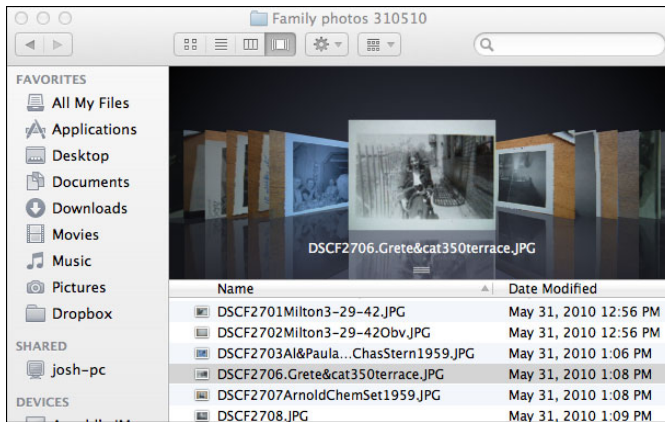 Family photos 310510
FAVORITES
All My Files
Applications
Desktop
Documents
Downloads
Movies
Music
Pictures
Dropbox
SHARED
josh-pc
DEVICES
DSCF2706.Grete&cat350terrace.JPG
Name Date Modified
DSCF2701Milton3-29-42.JPG May 31, 2010 12:56 PM
DSCF2702Milton3-29-42Obv.JPG May 31, 2010 12:56 PM
DSCF2703Al&Paula...ChasStern1959.JPG May 31, 2010 1:06 PM
DSCF2706.Grete&cat350terrace.JPG May 31, 2010 1:08 PM
DSCF2707ArnoldChemSet1959.JPG May 31, 2010 1:08 PM
DSCF2708.JPG May 31, 2010 1:09 PM